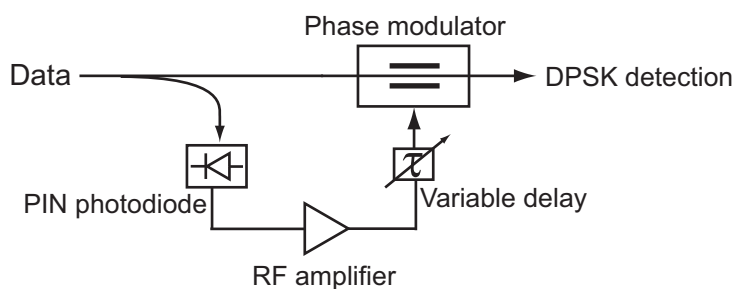 Phase modulator
Data
DPSK detection
τ
PIN photodiode
Variable delay
RF amplifier